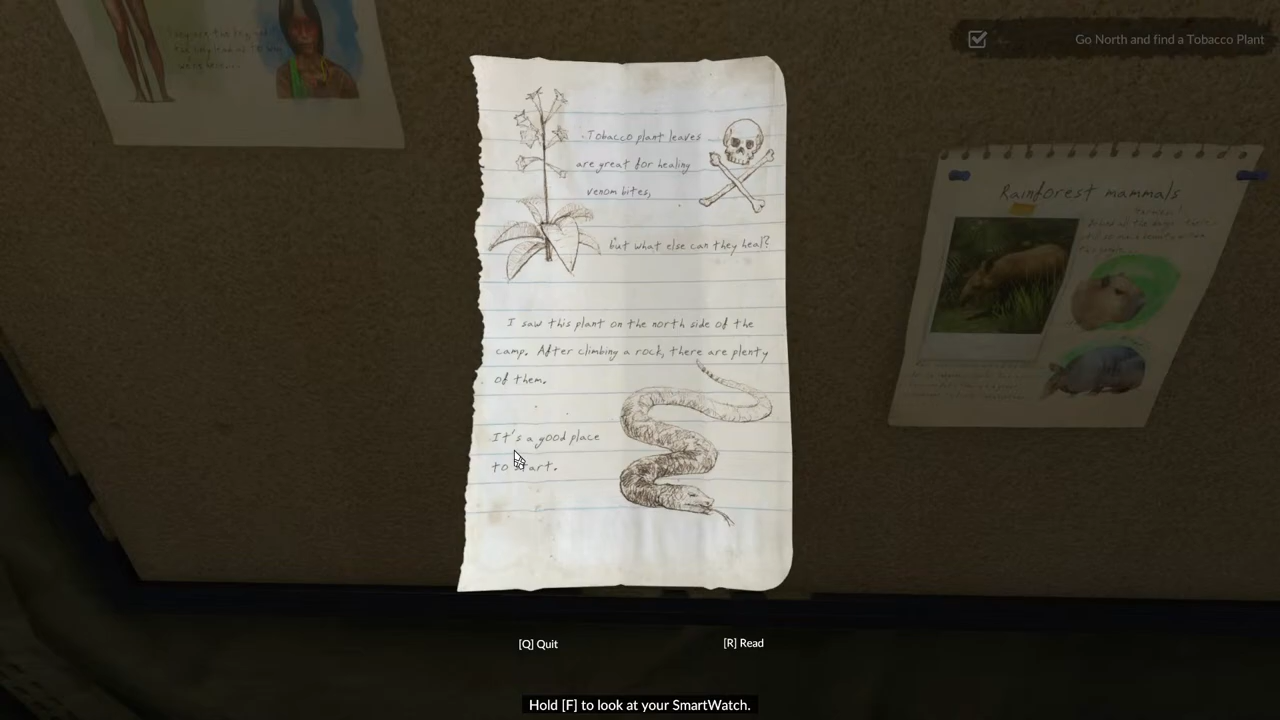 Go North and find a Tobacco Plant
Tobacco plant leaves
are great for healing
venom bites,
but what else can they heal?
I saw this plant on the north side of the
camp. After climbing a rock, there are plenty
of them.
It's a good place
to start.
Rainforest mammals
[Q] Quit
[R] Read
Hold [F] to look at your SmartWatch.